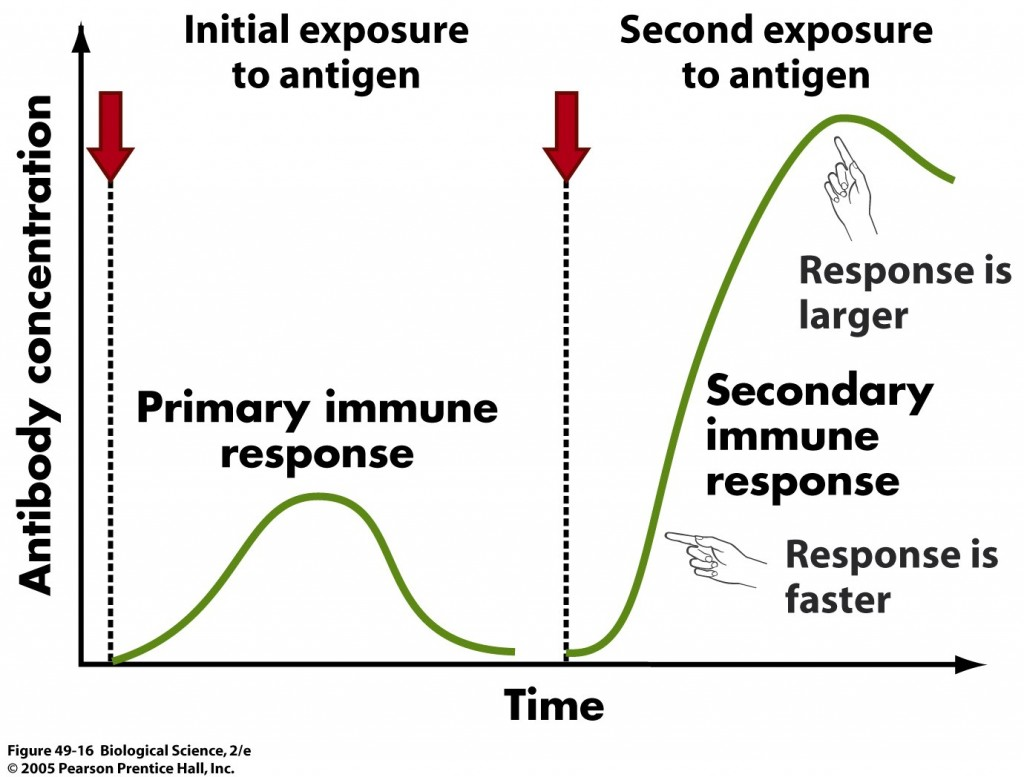 Initial exposure
to antigen
Second exposure
to antigen
Antibody concentration
Primary immune
response
Response is
larger
Secondary
immune
response
Response is
faster
Time
Figure 49-16 Biological Science, 2/e
© 2005 Pearson Prentice Hall, Inc.